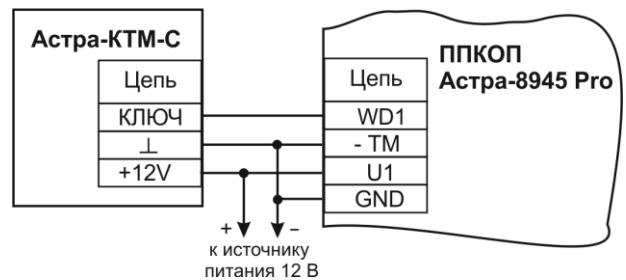 Астра-КТМ-С
Цепь
КЛЮЧ
⊥
+12V
ППКОП
Астра-8945 Pro
Цепь
WD1
- TM
U1
GND
+ –
к источнику
питания 12 В